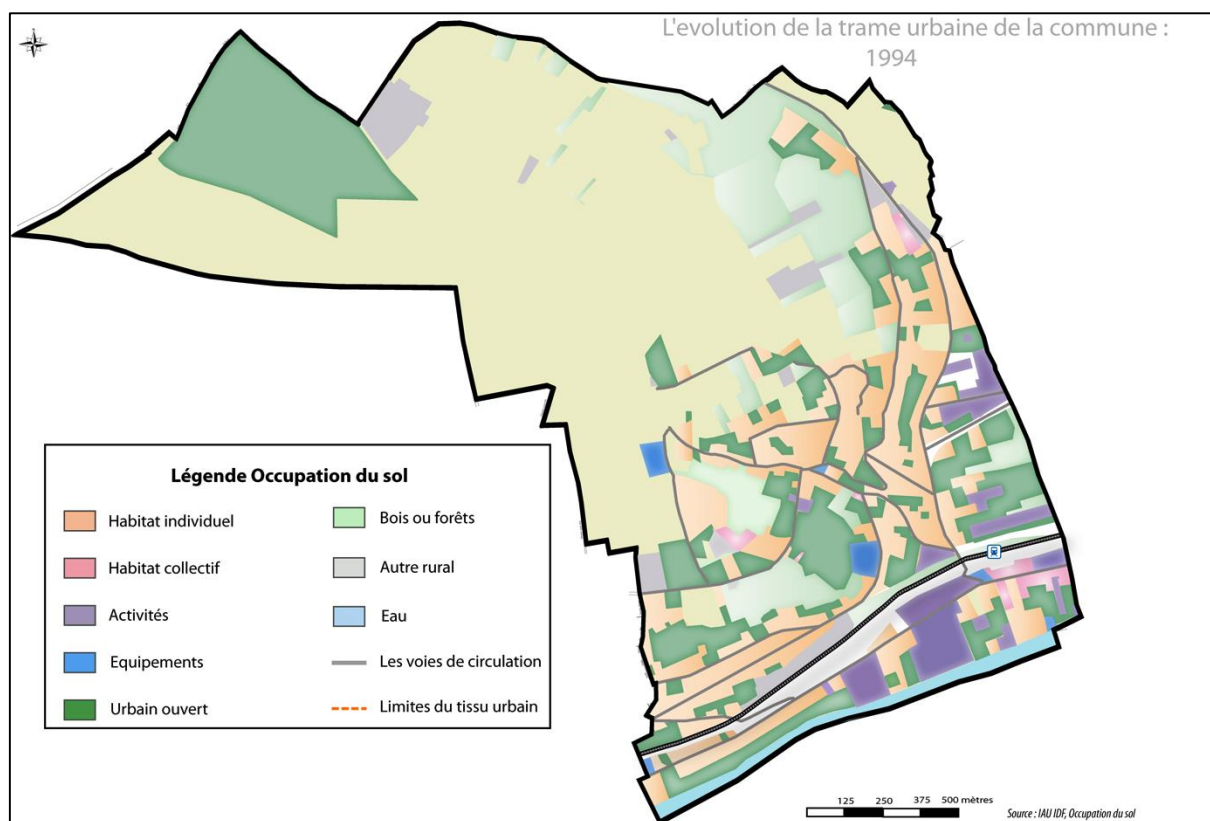 L'evolution de la trame urbaine de la commune :
1994
Légende Occupation du sol
Habitat individuel
Habitat collectif
Activités
Equipements
Urbain ouvert
Bois ou forêts
Autre rural
Eau
Les voies de circulation
Limites du tissu urbain
125 250 375 500 mètres
Source : IAU IDF, Occupation du sol